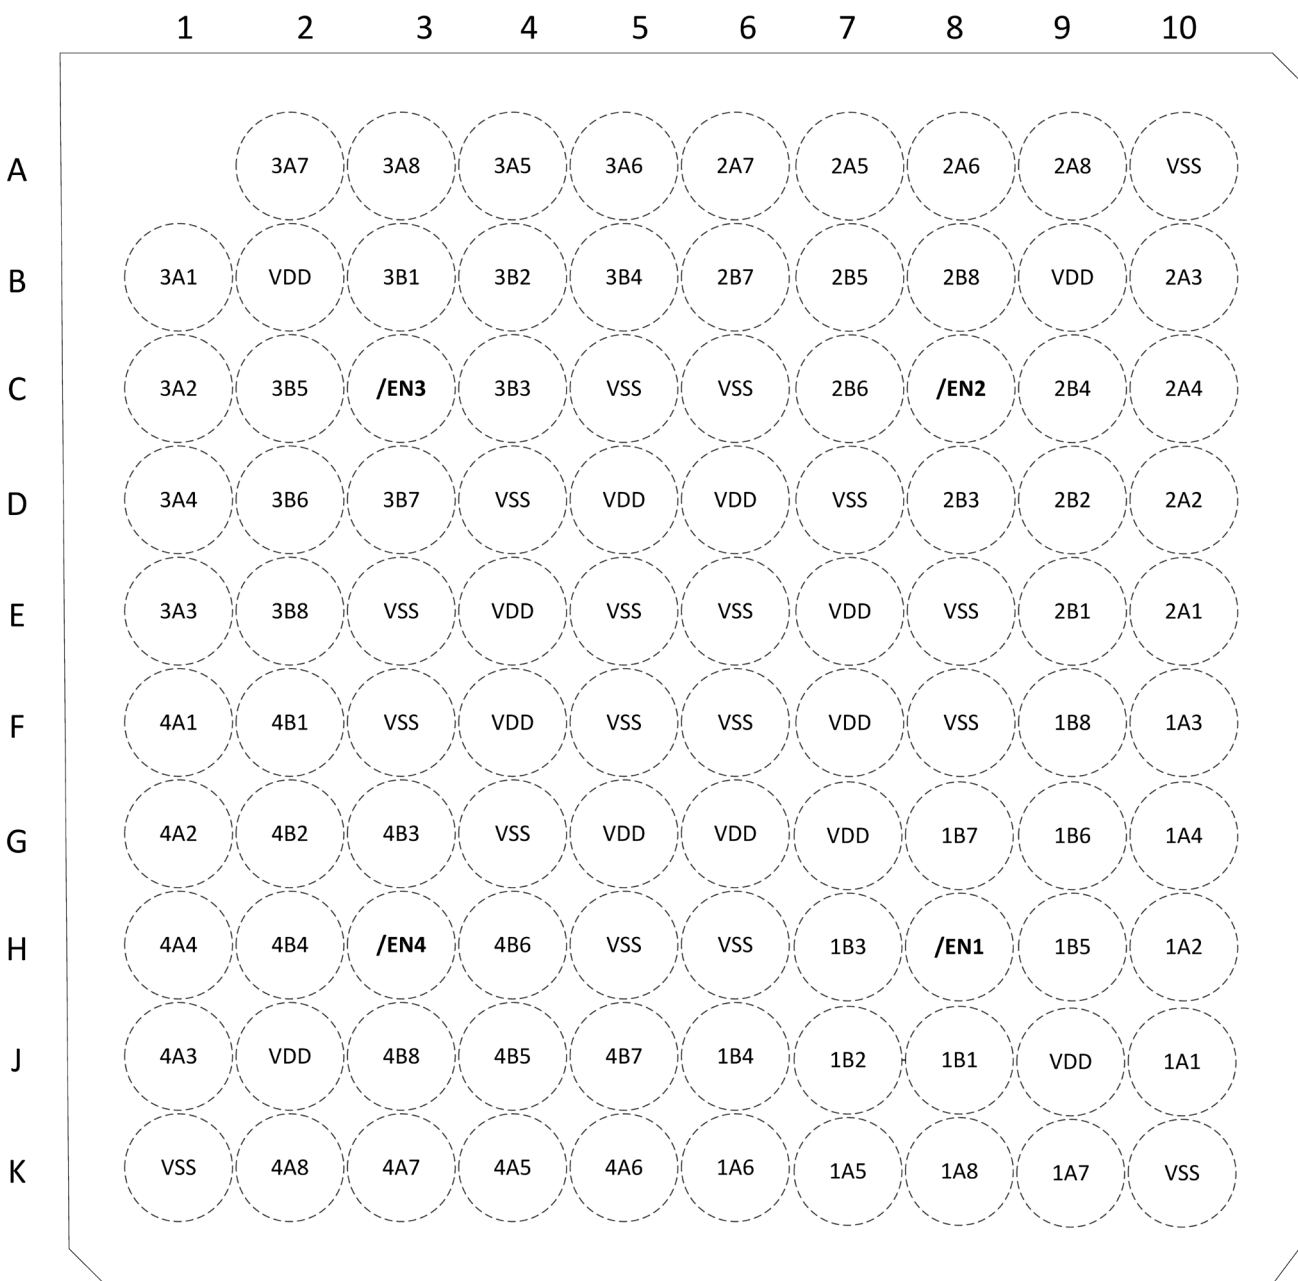 1 2 3 4 5 6 7 8 9 10
A 3A7 3A8 3A5 3A6 2A7 2A5 2A6 2A8 VSS
B 3A1 VDD 3B1 3B2 3B4 2B7 2B5 2B8 VDD 2A3
C 3A2 3B5 /EN3 3B3 VSS VSS 2B6 /EN2 2B4 2A4
D 3A4 3B6 3B7 VSS VDD VDD VSS 2B3 2B2 2A2
E 3A3 3B8 VSS VDD VSS VSS VDD VSS 2B1 2A1
F 4A1 4B1 VSS VDD VSS VSS VDD VSS 1B8 1A3
G 4A2 4B2 4B3 VSS VDD VDD VDD 1B7 1B6 1A4
H 4A4 4B4 /EN4 4B6 VSS VSS 1B3 /EN1 1B5 1A2
J 4A3 VDD 4B8 4B5 4B7 1B4 1B2 1B1 VDD 1A1
K VSS 4A8 4A7 4A5 4A6 1A6 1A5 1A8 1A7 VSS